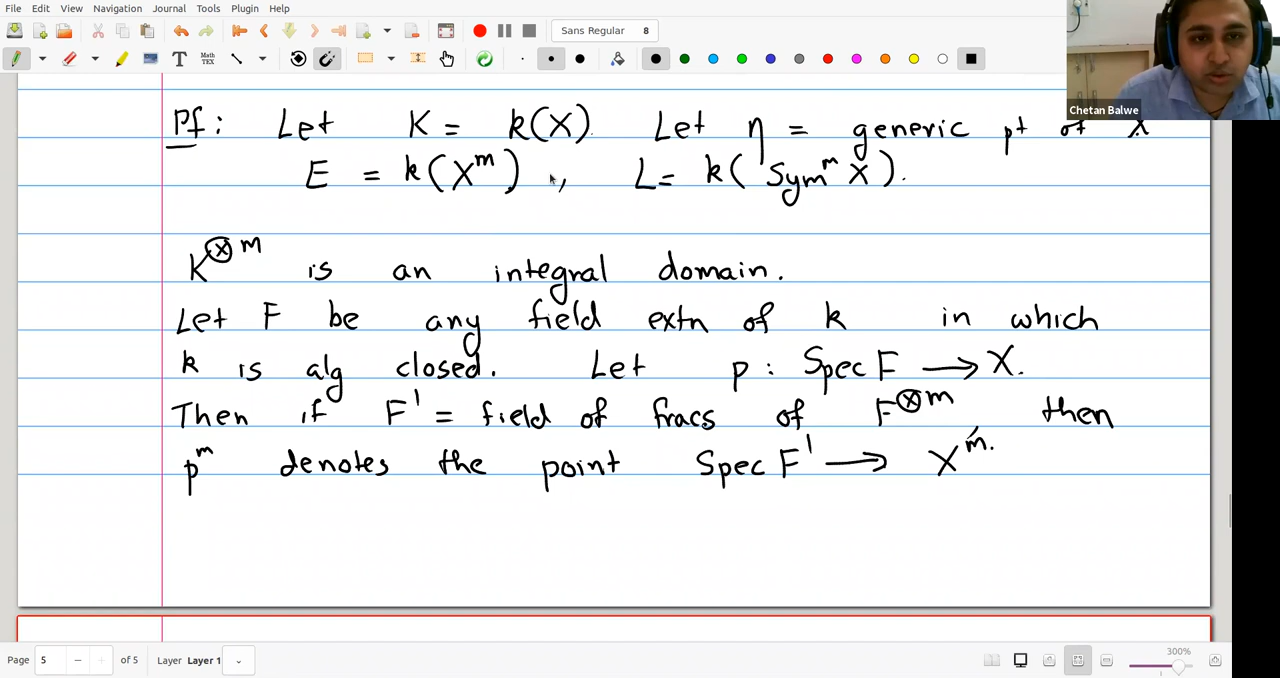 File Edit View Navigation Journal Tools Plugin Help
Sans Regular 8
Chetan Balwe
Pf: Let K = k(X). Let η = generic pt of X
E = k(X^m), L = k(Sym^m X).
K^{⊗m} is an integral domain.
Let F be any field extn of k in which
k is alg closed. Let p: Spec F → X.
Then if F' = field of fracs of F^{⊗m} then
p^m denotes the point Spec F' → X^m.
Page 5 of 5 Layer Layer 1 300%